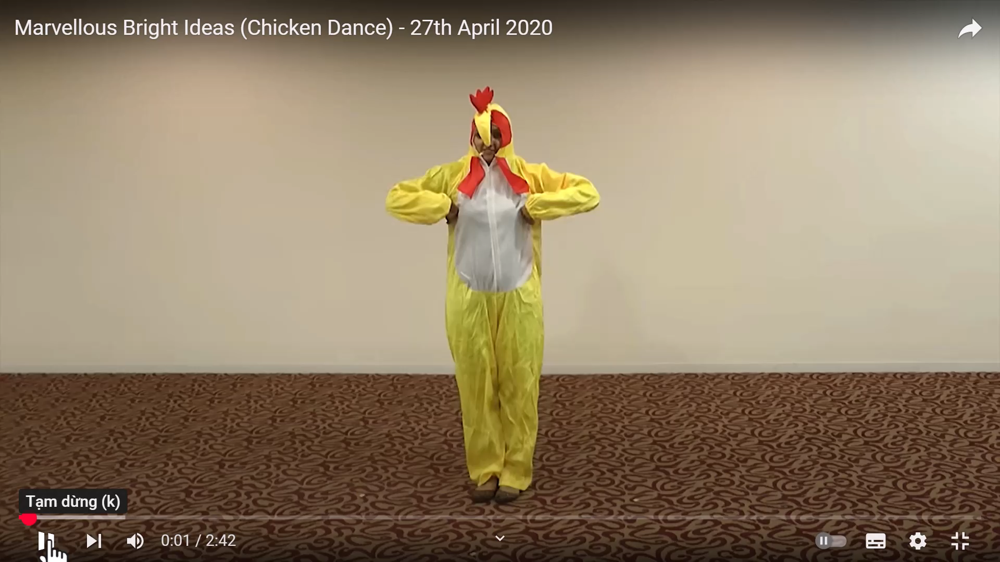 Marvellous Bright Ideas (Chicken Dance) - 27th April 2020
Tạm dừng (k)
0:01 / 2:42